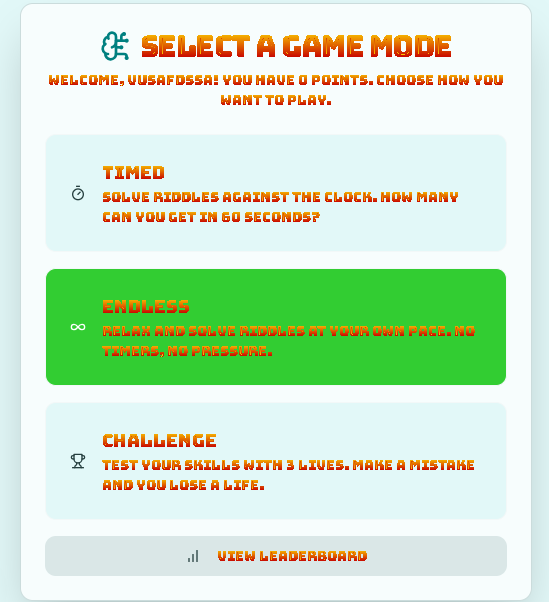 SELECT A GAME MODE
WELCOME, VUSAFDSSA! YOU HAVE 0 POINTS. CHOOSE HOW YOU
WANT TO PLAY.
TIMED
SOLVE RIDDLES AGAINST THE CLOCK. HOW MANY
CAN YOU GET IN 60 SECONDS?
ENDLESS
RELAX AND SOLVE RIDDLES AT YOUR OWN PACE. NO
TIMERS, NO PRESSURE.
CHALLENGE
TEST YOUR SKILLS WITH 3 LIVES. MAKE A MISTAKE
AND YOU LOSE A LIFE.
VIEW LEADERBOARD